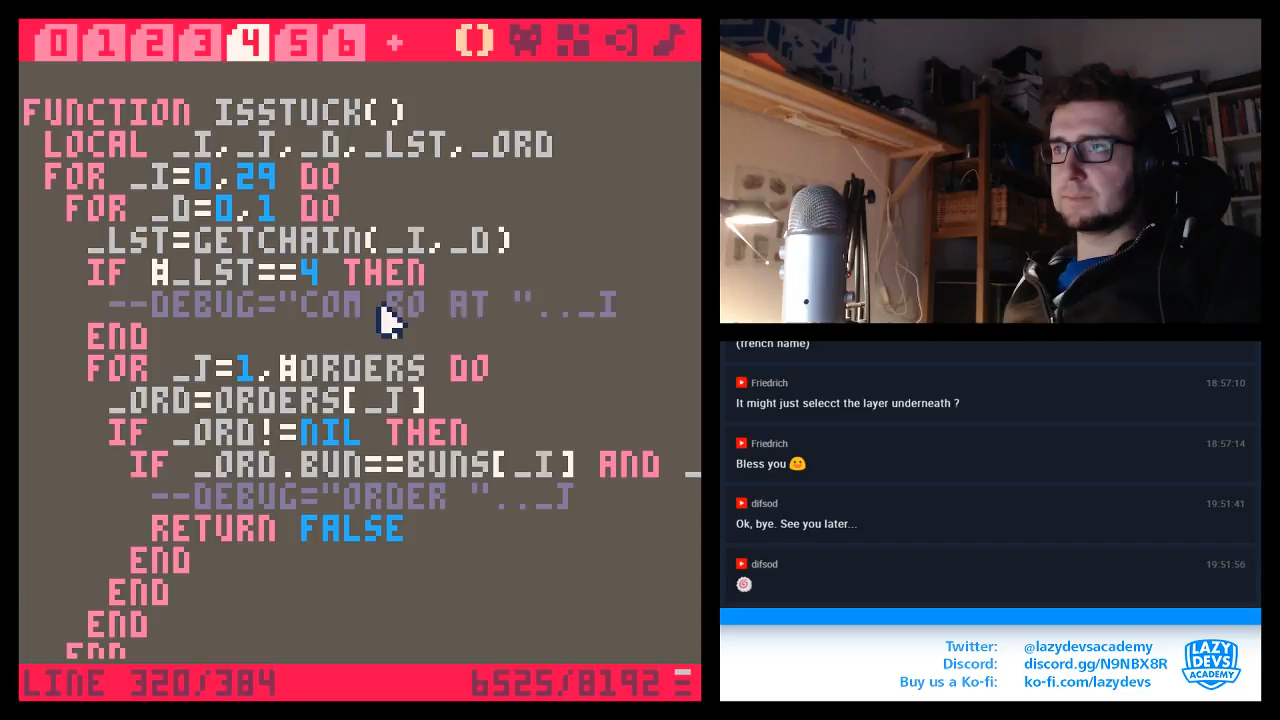 0 1 2 3 4 5 6 +
FUNCTION ISSTUCK()
LOCAL _I,_J,_D,_LST,_ORD
FOR _I=0,29 DO
FOR _D=0,1 DO
_LST=GETCHAIN(_I,_D)
IF #_LST==4 THEN
--DEBUG="COM BO AT ".._I
END
FOR _J=1,#ORDERS DO
_ORD=ORDERS[_J]
IF _ORD!=NIL THEN
IF _ORD.BUN==BUNS[_I] AND _
--DEBUG="ORDER ".._J
RETURN FALSE
END
END
END
END
LINE 320/384
6525/8192
(french name)
Friedrich 18:57:10
It might just selecct the layer underneath ?
Friedrich 18:57:14
Bless you
difsod 19:51:41
Ok, bye. See you later...
difsod 19:51:56
Twitter: @lazydevsacademy
Discord: discord.gg/N9NBX8R
Buy us a Ko-fi: ko-fi.com/lazydevs
LAZY
DEVS
ACADEMY